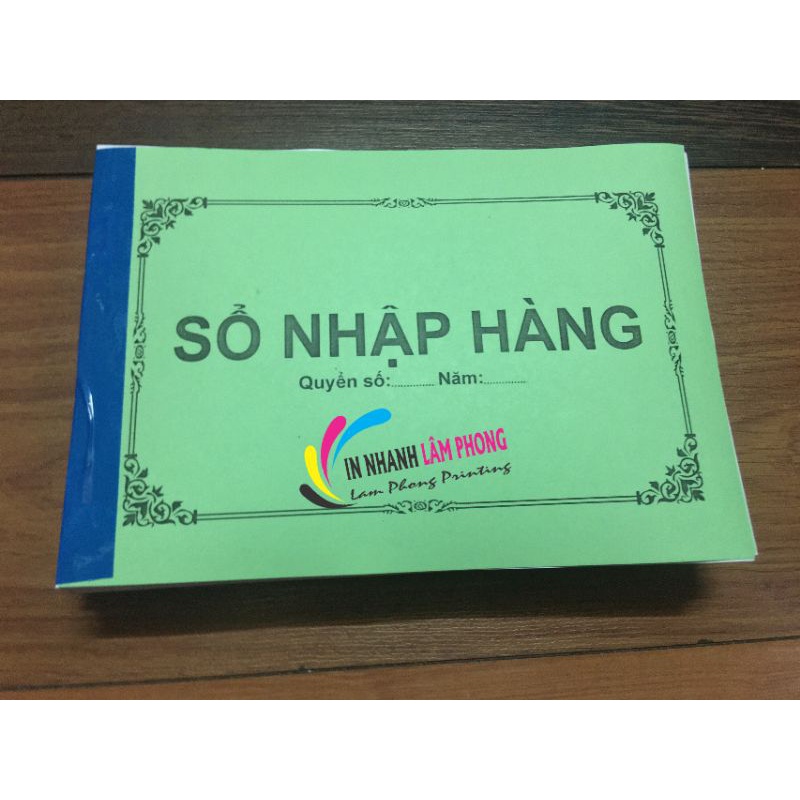 SỔ NHẬP HÀNG
Quyển số:............ Năm:............
IN NHANH LÂM PHONG
Lam Phong Printing